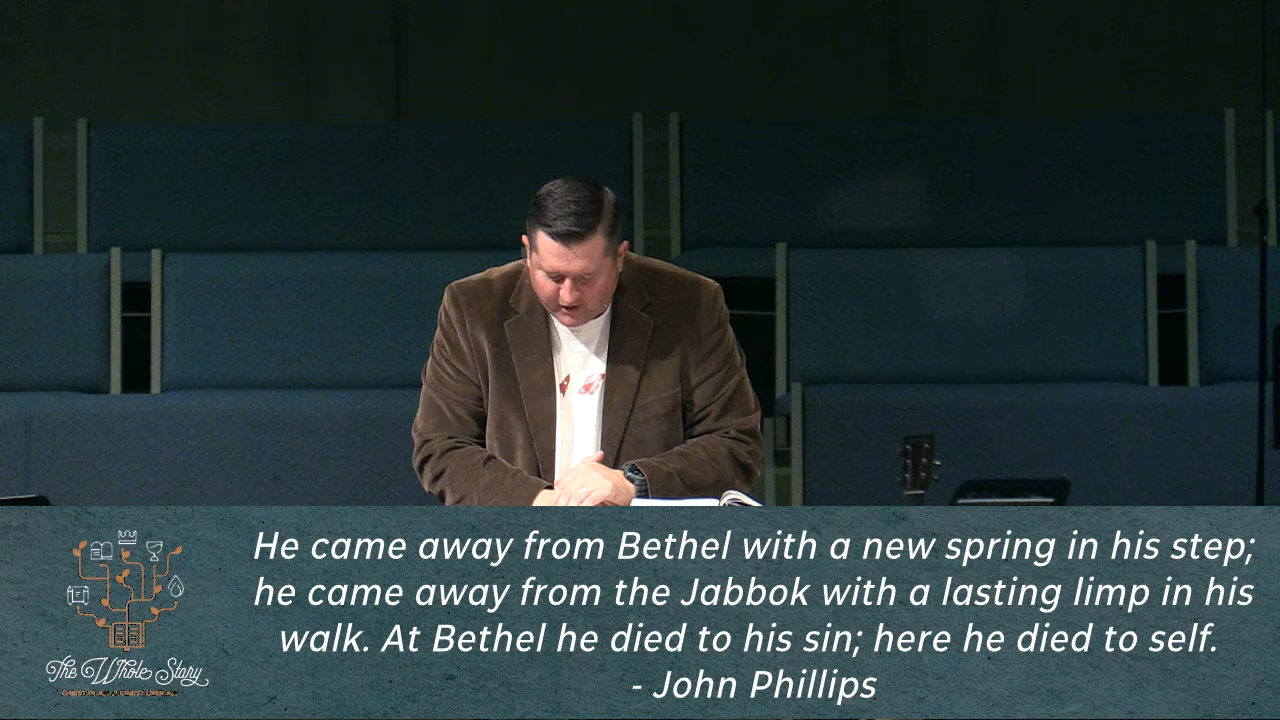 He came away from Bethel with a new spring in his step;
he came away from the Jabbok with a lasting limp in his
walk. At Bethel he died to his sin; here he died to self.
- John Phillips
The Whole Story